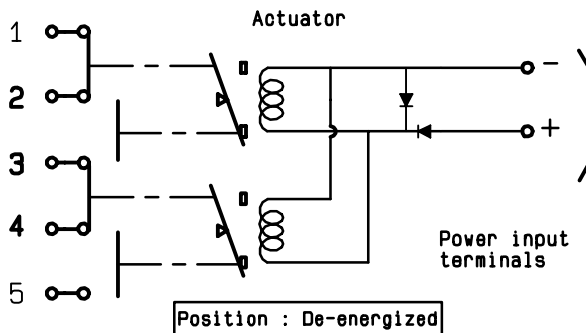 Actuator
1
2
3
4
5
-
+
Power input
terminals
Position : De-energized